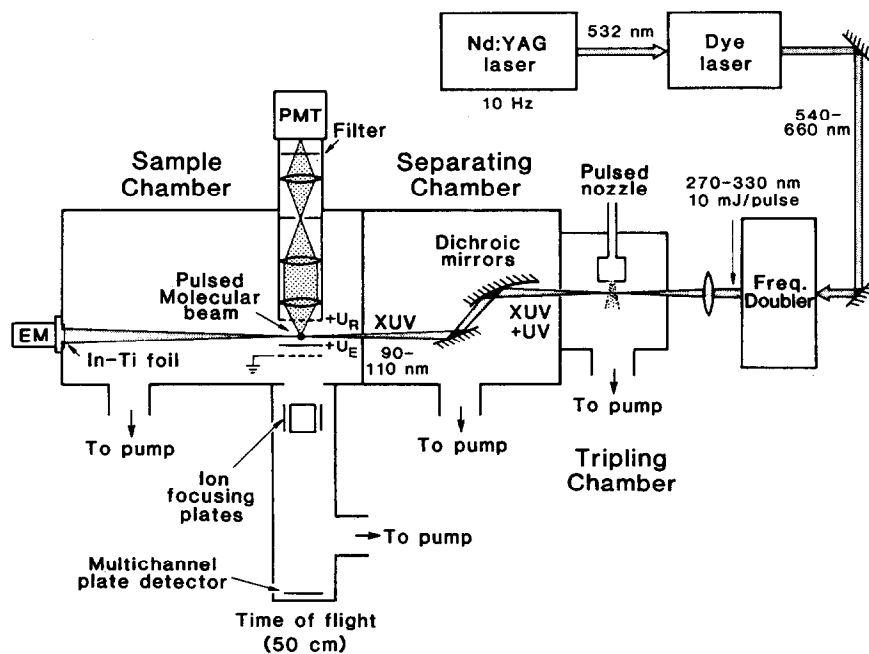 Nd:YAG
laser
10 Hz
532 nm
Dye
laser
540-
660 nm
PMT
Filter
Sample
Chamber
Separating
Chamber
Pulsed
nozzle
270-330 nm
10 mJ/pulse
Dichroic
mirrors
Freq.
Doubler
Pulsed
Molecular
beam
+U_R
XUV
XUV
+UV
EM
In-Ti foil
+U_E
90-
110 nm
To pump
To pump
To pump
Tripling
Chamber
Ion
focusing
plates
To pump
Multichannel
plate detector
Time of flight
(50 cm)